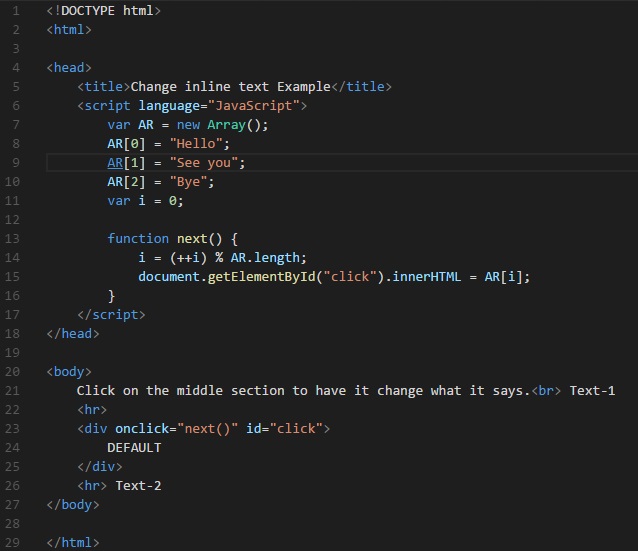 1 <!DOCTYPE html>
2 <html>
3
4 <head>
5     <title>Change inline text Example</title>
6     <script language="JavaScript">
7         var AR = new Array();
8         AR[0] = "Hello";
9         AR[1] = "See you";
10         AR[2] = "Bye";
11         var i = 0;
12
13         function next() {
14             i = (++i) % AR.length;
15             document.getElementById("click").innerHTML = AR[i];
16         }
17     </script>
18 </head>
19
20 <body>
21     Click on the middle section to have it change what it says.<br> Text-1
22     <hr>
23     <div onclick="next()" id="click">
24         DEFAULT
25     </div>
26     <hr> Text-2
27 </body>
28
29 </html>